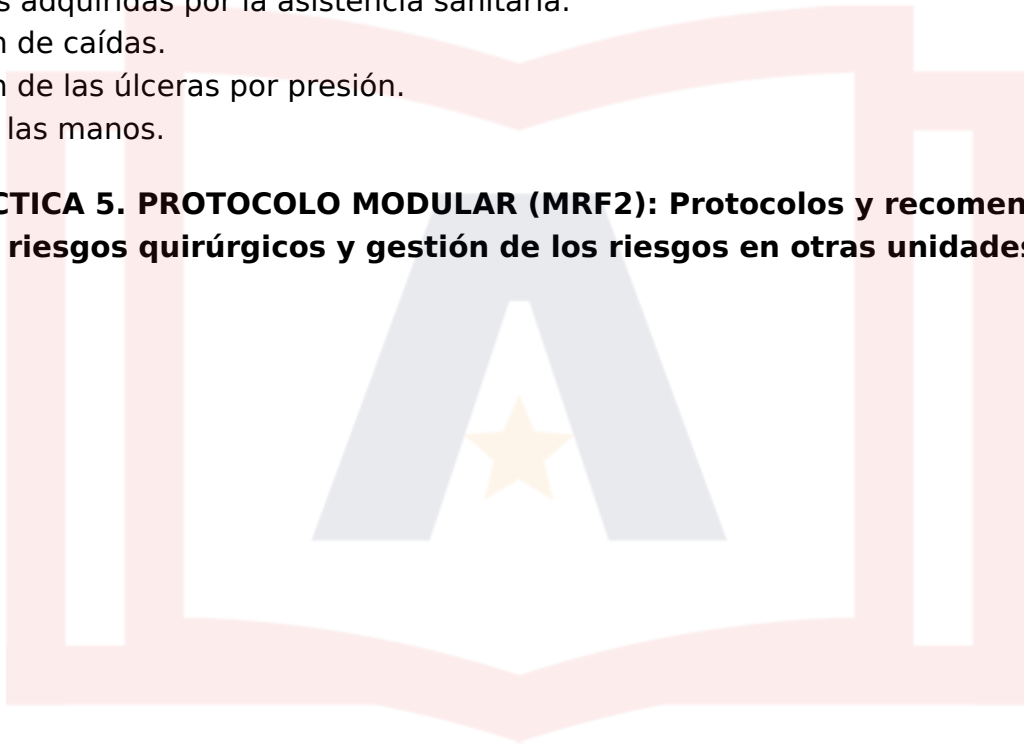 s adquiridas por la asistencia sanitaria.
n de caídas.
n de las úlceras por presión.
las manos.
CTICA 5. PROTOCOLO MODULAR (MRF2): Protocolos y recomen
riesgos quirúrgicos y gestión de los riesgos en otras unidades